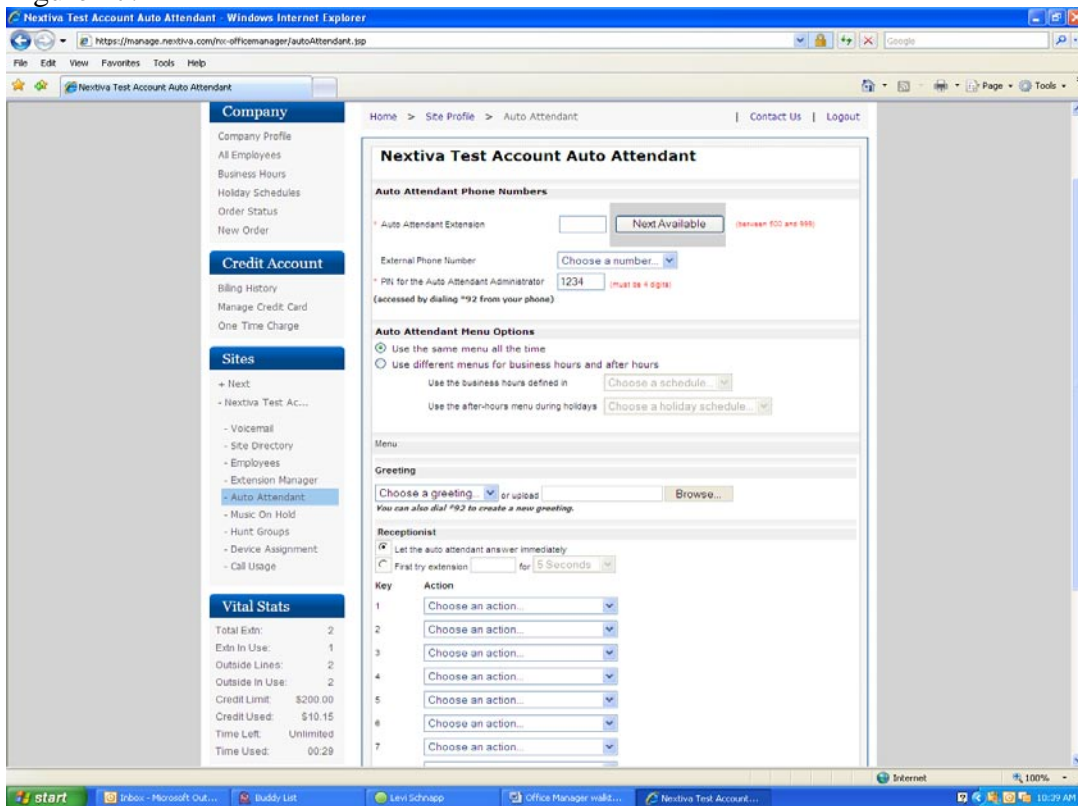 Nextiva Test Account Auto Attendant - Windows Internet Explorer
https://manage.nextiva.com/nx-officemanager/autoAttendant.jsp
Google
File Edit View Favorites Tools Help
Nextiva Test Account Auto Attendant
Page Tools
Company
Company Profile
All Employees
Business Hours
Holiday Schedules
Order Status
New Order
Credit Account
Billing History
Manage Credit Card
One Time Charge
Sites
+ Next
- Nextiva Test Ac...
- Voicemail
- Site Directory
- Employees
- Extension Manager
- Auto Attendant
- Music On Hold
- Hunt Groups
- Device Assignment
- Call Usage
Vital Stats
Total Extn: 2
Extn In Use: 1
Outside Lines: 2
Outside In Use: 2
Credit Limit: $200.00
Credit Used: $10.15
Time Left: Unlimited
Time Used: 00:29
Home > Site Profile > Auto Attendant | Contact Us | Logout
Nextiva Test Account Auto Attendant
Auto Attendant Phone Numbers
* Auto Attendant Extension Next Available (between 600 and 999)
External Phone Number Choose a number...
* PIN for the Auto Attendant Administrator 1234 (must be 4 digits)
(accessed by dialing *92 from your phone)
Auto Attendant Menu Options
Use the same menu all the time
Use different menus for business hours and after hours
Use the business hours defined in Choose a schedule...
Use the after-hours menu during holidays Choose a holiday schedule...
Menu
Greeting
Choose a greeting... or upload Browse...
You can also dial *92 to create a new greeting.
Receptionist
Let the auto attendant answer immediately
First try extension for 5 Seconds
Key Action
1 Choose an action...
2 Choose an action...
3 Choose an action...
4 Choose an action...
5 Choose an action...
6 Choose an action...
7 Choose an action...
Internet 100%
start Inbox - Microsoft Out... Buddy List Levi Schnapp Office Manager walkt... Nextiva Test Account... 10:39 AM